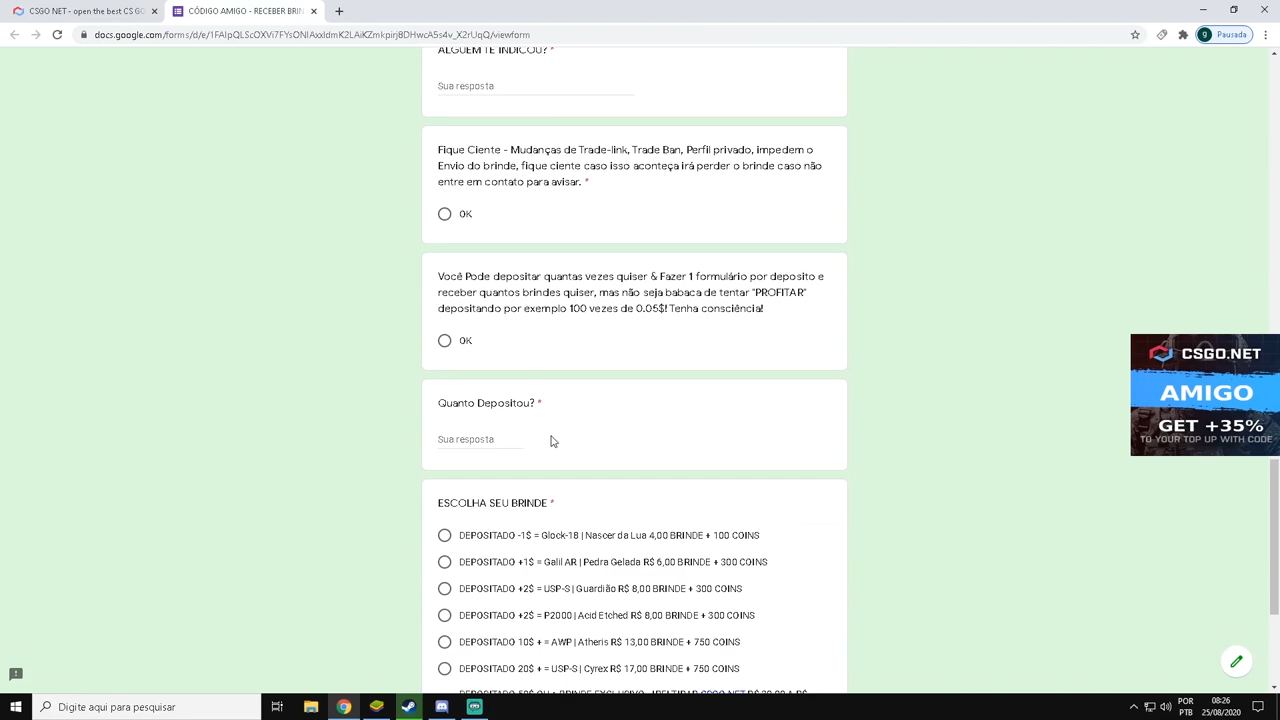 CSGO NET - open the best CS GO
CÓDIGO AMIGO - RECEBER BRIN
Pausada
ALGUÉM TE INDICOU? *
Sua resposta
Fique Ciente - Mudanças de Trade-link, Trade Ban, Perfil privado, impedem o
Envio do brinde, fique ciente caso isso aconteça irá perder o brinde caso não
entre em contato para avisar. *
OK
Você Pode depositar quantas vezes quiser & Fazer 1 formulário por deposito e
receber quantos brindes quiser, mas não seja babaca de tentar "PROFITAR"
depositando por exemplo 100 vezes de 0.05$! Tenha consciência!
OK
CSGO.NET
AMIGO
GET +35%
TO YOUR TOP UP WITH CODE
Quanto Depositou? *
Sua resposta
ESCOLHA SEU BRINDE *
DEPOSITADO -1$ = Glock-18 | Nascer da Lua 4,00 BRINDE + 100 COINS
DEPOSITADO +1$ = Galil AR | Pedra Gelada R$ 6,00 BRINDE + 300 COINS
DEPOSITADO +2$ = USP-S | Guardião R$ 8,00 BRINDE + 300 COINS
DEPOSITADO +2$ = P2000 | Acid Etched R$ 8,00 BRINDE + 300 COINS
DEPOSITADO 10$ + = AWP | Atheris R$ 13,00 BRINDE + 750 COINS
DEPOSITADO 20$ + = USP-S | Cyrex R$ 17,00 BRINDE + 750 COINS
Digite aqui para pesquisar
POR
PTB
08:26
25/08/2020